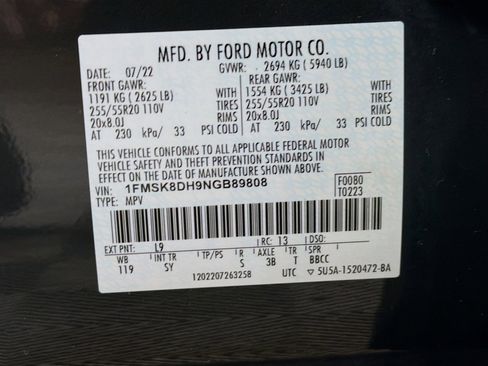 MFD. BY FORD MOTOR CO.
DATE: 07/22 GVWR: 2694 KG ( 5940 LB)
FRONT GAWR: REAR GAWR:
1191 KG ( 2625 LB) WITH 1554 KG ( 3425 LB) WITH
255/55R20 110V TIRES 255/55R20 110V TIRES
20x8.0J RIMS 20x8.0J RIMS
AT 230 kPa/ 33 PSI COLD AT 230 kPa/ 33 PSI COLD
THIS VEHICLE CONFORMS TO ALL APPLICABLE FEDERAL MOTOR
VEHICLE SAFETY AND THEFT PREVENTION STANDARDS IN
EFFECT ON THE DATE OF MANUFACTURE SHOWN ABOVE.
VIN: 1FMSK8DH9NGB89808 F0080
TYPE: MPV T0223
EXT PNT: L9 RC: 13 DSO:
WB INT TR TP/PS R AXLE TR SPR
119 SY S 3B T BBCC
1202207263258 UTC ▽5U5A-1520472-BA